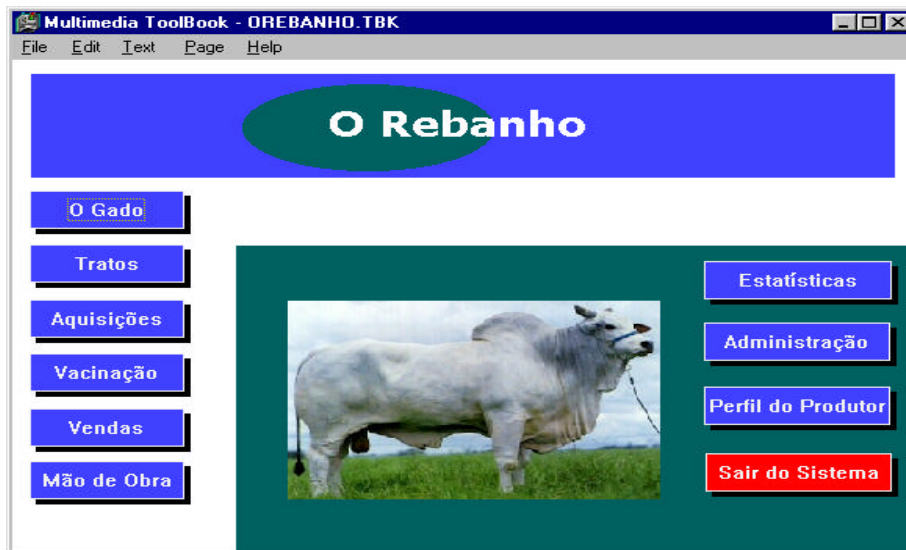 Multimedia ToolBook - OREBANHO.TBK
File Edit Text Page Help
O Rebanho
O Gado
Tratos
Aquisições
Vacinação
Vendas
Mão de Obra
Estatísticas
Administração
Perfil do Produtor
Sair do Sistema